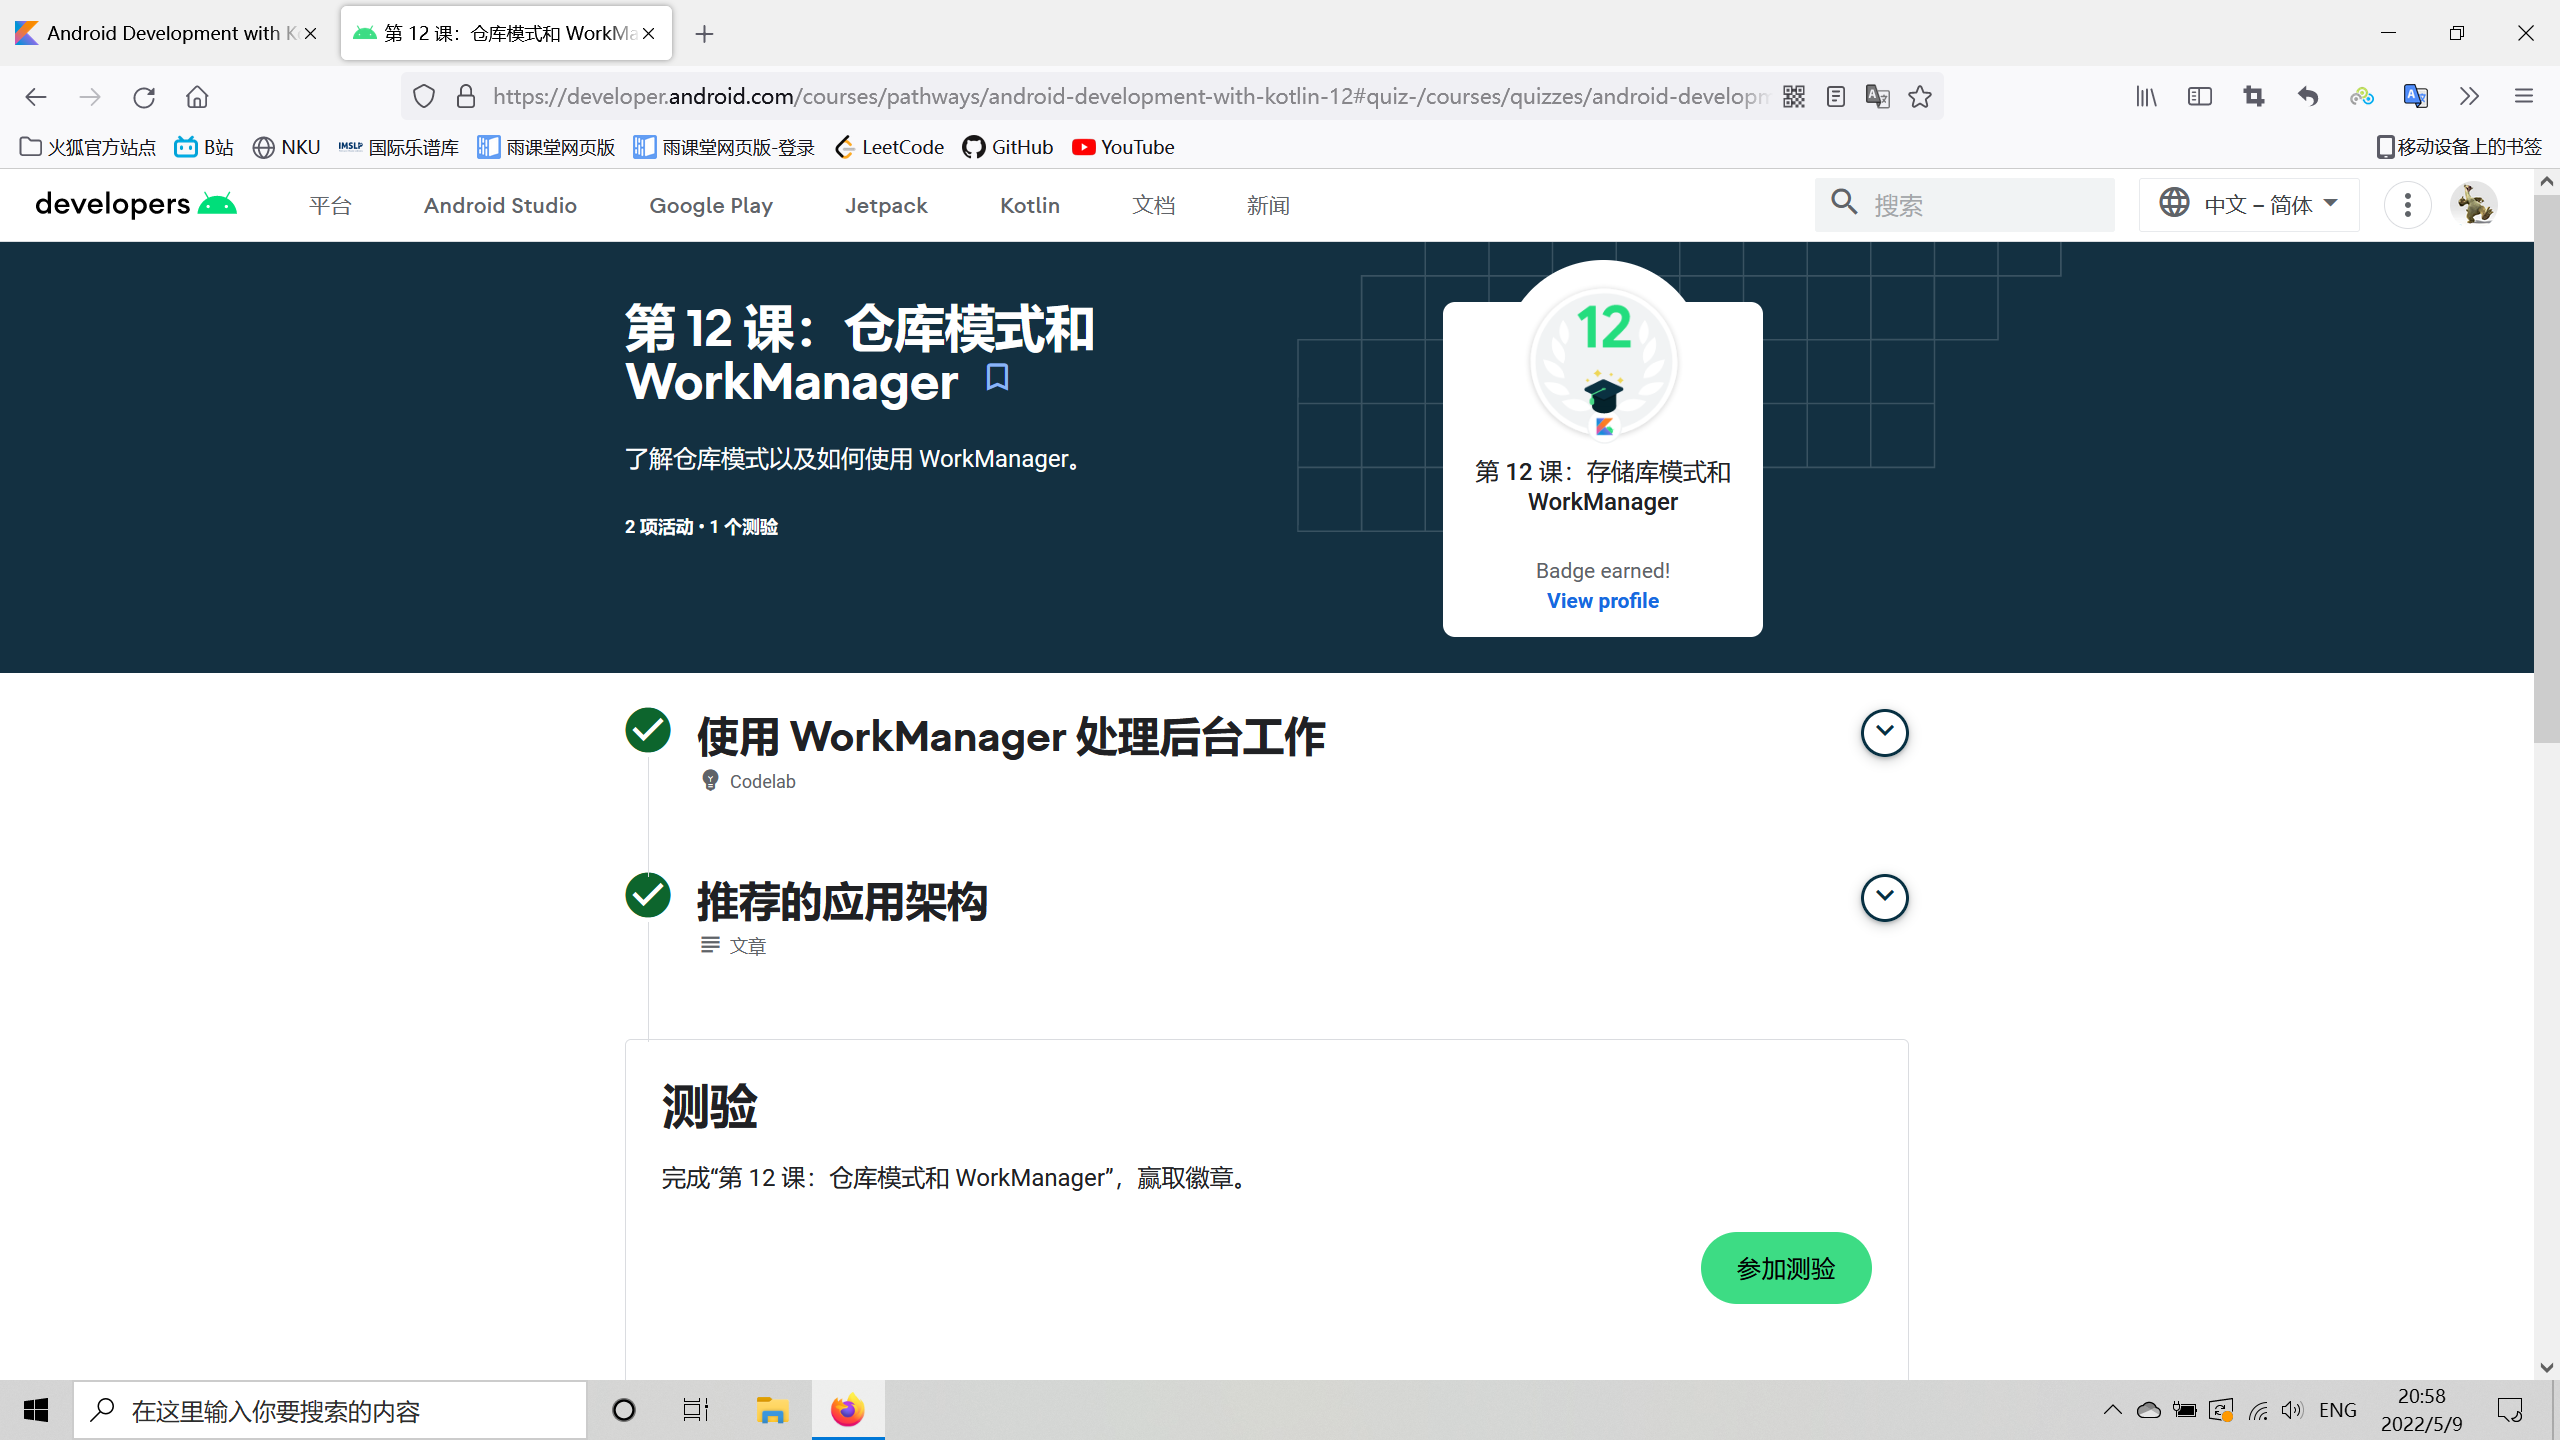 Android Development with K
第 12 课：仓库模式和 WorkMa
https://developer.android.com/courses/pathways/android-development-with-kotlin-12#quiz-/courses/quizzes/android-developm
火狐官方站点 B站 NKU IMSLP 国际乐谱库 雨课堂网页版 雨课堂网页版-登录 LeetCode GitHub YouTube 移动设备上的书签
developers 平台 Android Studio Google Play Jetpack Kotlin 文档 新闻 搜索 中文 – 简体
第 12 课：仓库模式和
WorkManager
了解仓库模式以及如何使用 WorkManager。
2 项活动 • 1 个测验
12
第 12 课：存储库模式和
WorkManager
Badge earned!
View profile
使用 WorkManager 处理后台工作
Codelab
推荐的应用架构
文章
测验
完成“第 12 课：仓库模式和 WorkManager”，赢取徽章。
参加测验
在这里输入你要搜索的内容
ENG
20:58
2022/5/9